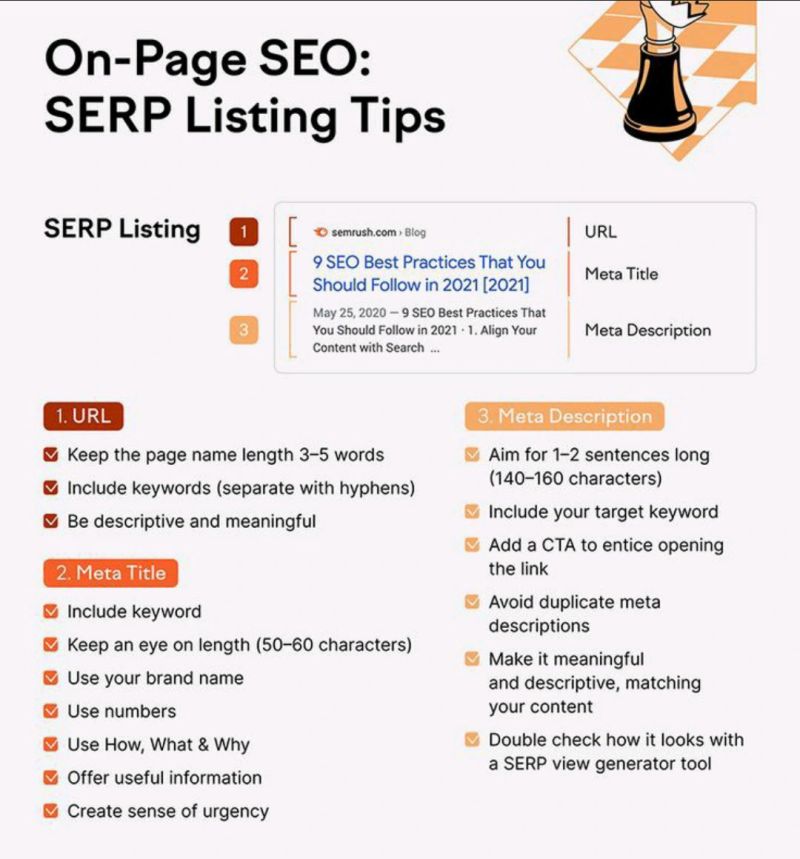 On-Page SEO:
SERP Listing Tips
SERP Listing
1
semrush.com › Blog
URL
2
9 SEO Best Practices That You
Should Follow in 2021 [2021]
Meta Title
3
May 25, 2020 — 9 SEO Best Practices That
You Should Follow in 2021 · 1. Align Your
Content with Search ...
Meta Description
1. URL
Keep the page name length 3–5 words
Include keywords (separate with hyphens)
Be descriptive and meaningful
2. Meta Title
Include keyword
Keep an eye on length (50–60 characters)
Use your brand name
Use numbers
Use How, What & Why
Offer useful information
Create sense of urgency
3. Meta Description
Aim for 1–2 sentences long
(140–160 characters)
Include your target keyword
Add a CTA to entice opening
the link
Avoid duplicate meta
descriptions
Make it meaningful
and descriptive, matching
your content
Double check how it looks with
a SERP view generator tool